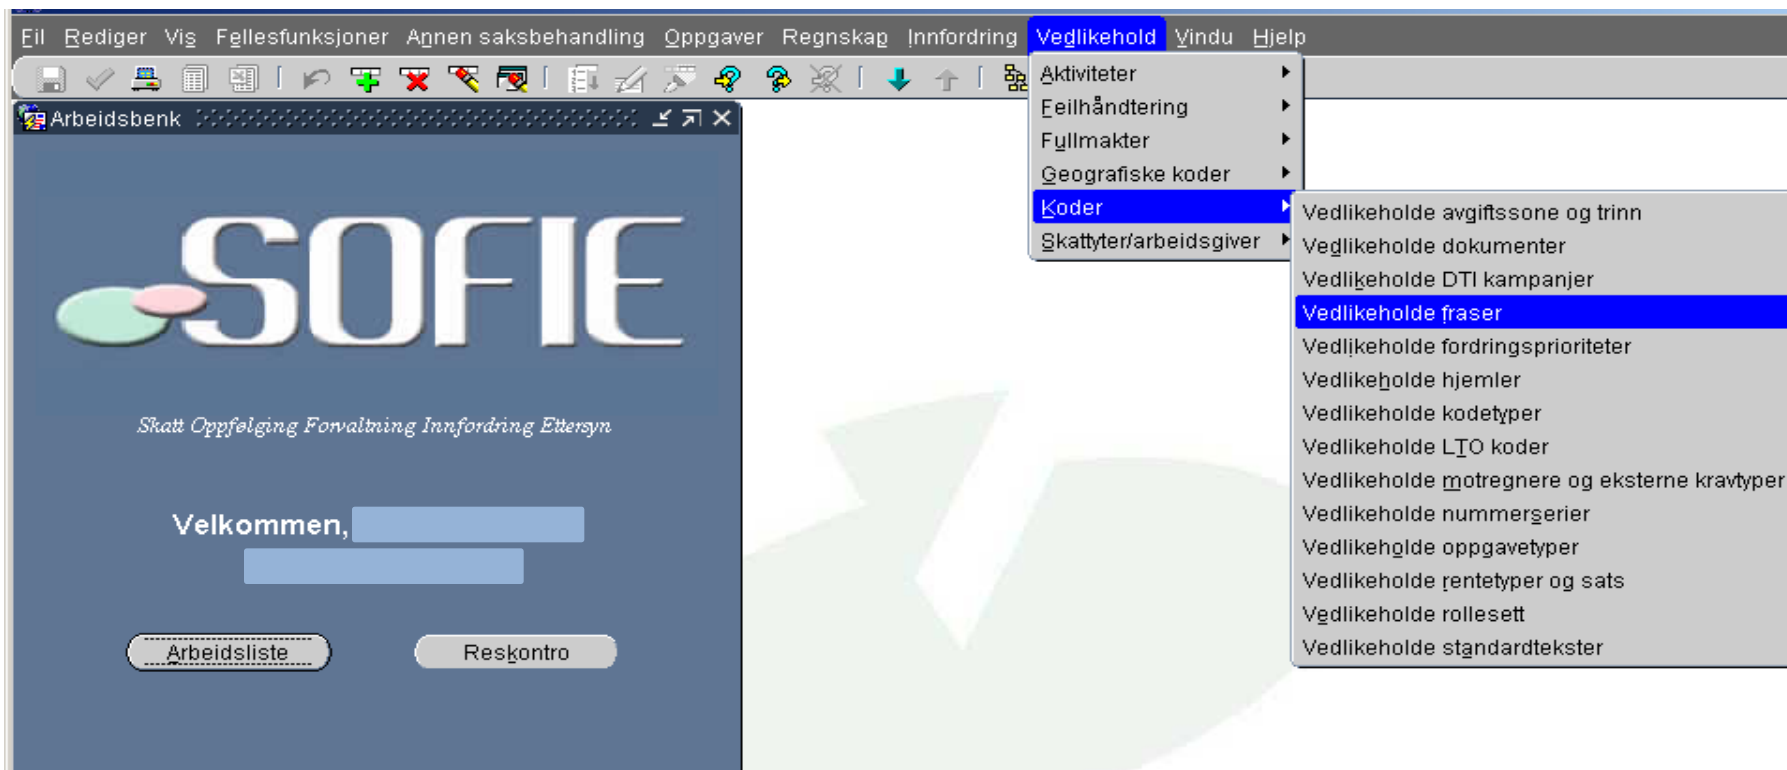 Fil Rediger Vis Fellesfunksjoner Annen saksbehandling Oppgaver Regnskap Innfordring Vedlikehold Vindu Hjelp
Arbeidsbenk
SOFIE
Skatt Oppfølging Forvaltning Innfordring Ettersyn
Velkommen,
Arbeidsliste Reskontro
Aktiviteter
Feilhåndtering
Fullmakter
Geografiske koder
Koder
Skattyter/arbeidsgiver
Vedlikeholde avgiftssone og trinn
Vedlikeholde dokumenter
Vedlikeholde DTI kampanjer
Vedlikeholde fraser
Vedlikeholde fordringsprioriteter
Vedlikeholde hjemler
Vedlikeholde kodetyper
Vedlikeholde LTO koder
Vedlikeholde motregnere og eksterne kravtyper
Vedlikeholde nummerserier
Vedlikeholde oppgavetyper
Vedlikeholde rentetyper og sats
Vedlikeholde rollesett
Vedlikeholde standardtekster